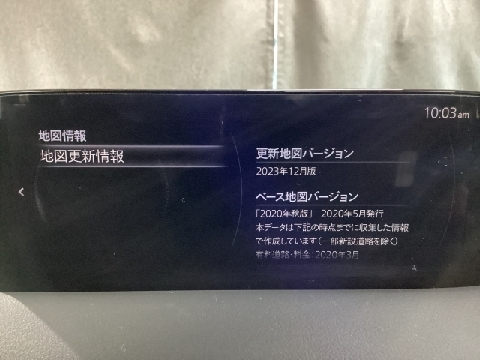 10:03am
地図情報
地図更新情報
更新地図バージョン
2023年12月版
ベース地図バージョン
「2020年秋版」 2020年5月発行
本データは下記の時点までに収集した情報
で作成しています(一部新設道路を除く)
有料道路・料金:2020年3月